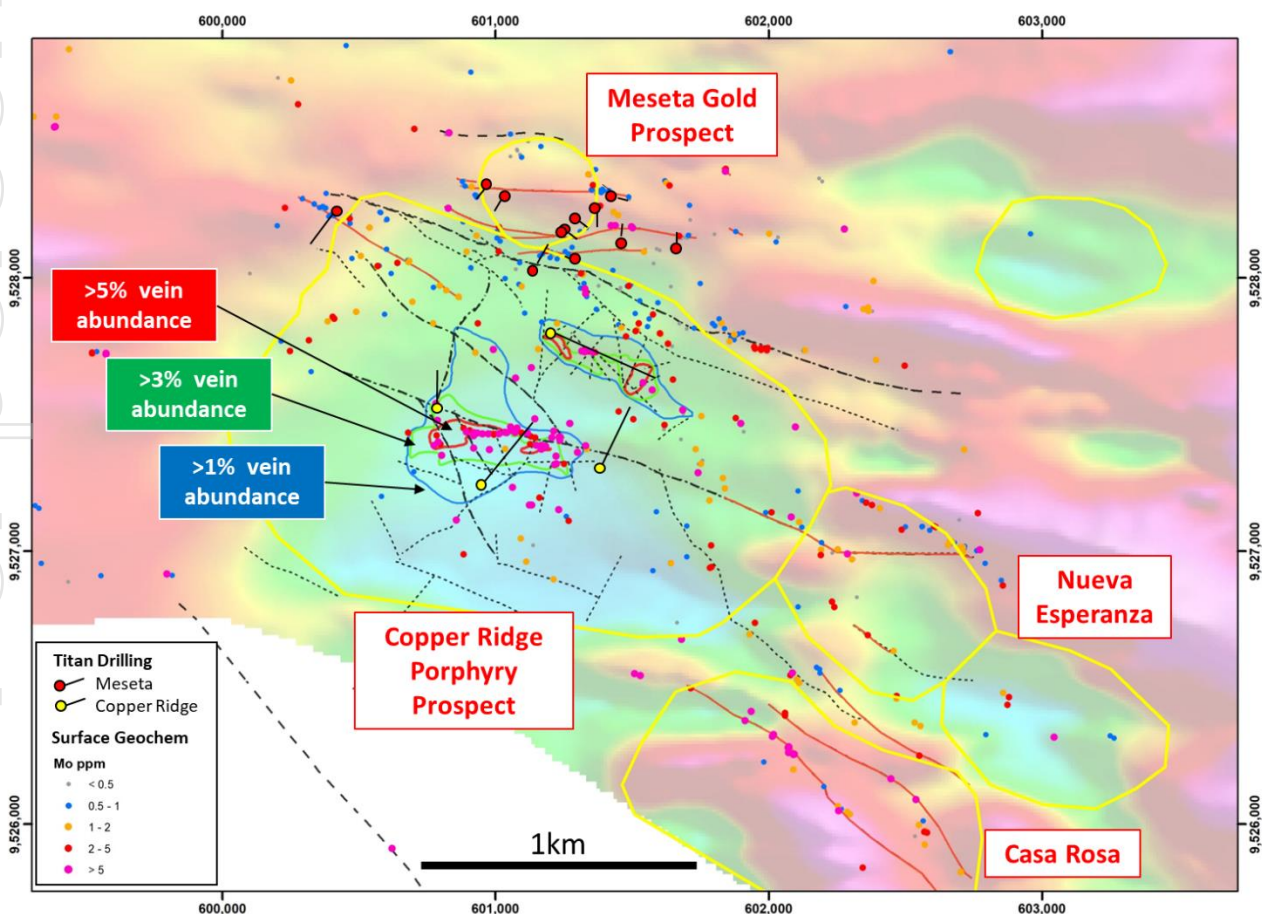 600,000
601,000
602,000
603,000
Meseta Gold
Prospect
9,528,000
9,528,000
>5% vein
abundance
>3% vein
abundance
>1% vein
abundance
9,527,000
9,527,000
Nueva
Esperanza
Copper Ridge
Porphyry
Prospect
Titan Drilling
Meseta
Copper Ridge
Surface Geochem
Mo ppm
< 0.5
0.5 - 1
1 - 2
2 - 5
> 5
9,526,000
9,526,000
1km
Casa Rosa
600,000
601,000
602,000
603,000